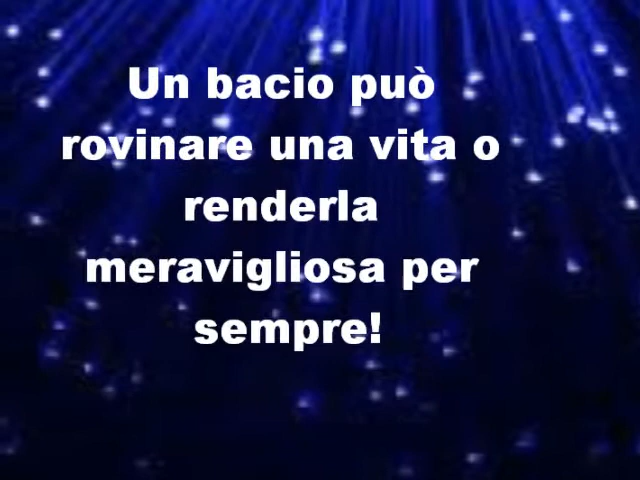 Un bacio può
rovinare una vita o
renderla
meravigliosa per
sempre!